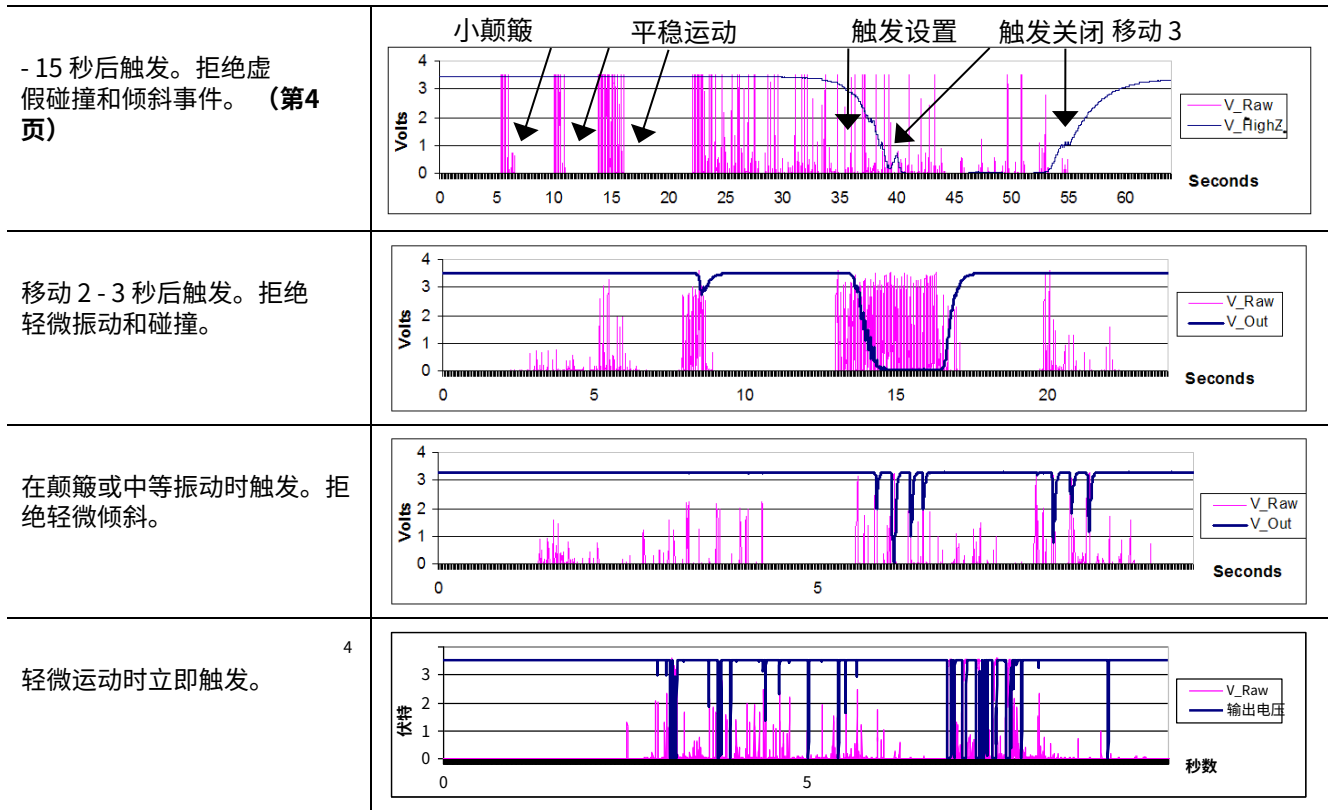 - 15 秒后触发。拒绝虚
假碰撞和倾斜事件。 （第4
页）
小颠簸 平稳运动 触发设置 触发关闭 移动 3
4
3
2
1
0
Volts
0 5 10 15 20 25 30 35 40 45 50 55 60
Seconds
V_Raw
V_HighZ
移动 2 - 3 秒后触发。拒绝
轻微振动和碰撞。
4
3
2
1
0
Volts
0 5 10 15 20
Seconds
V_Raw
V_Out
在颠簸或中等振动时触发。拒
绝轻微倾斜。
4
3
2
1
0
Volts
0 5
Seconds
V_Raw
V_Out
4
轻微运动时立即触发。
3
2
1
0
伏特
0 5
秒数
V_Raw
输出电压